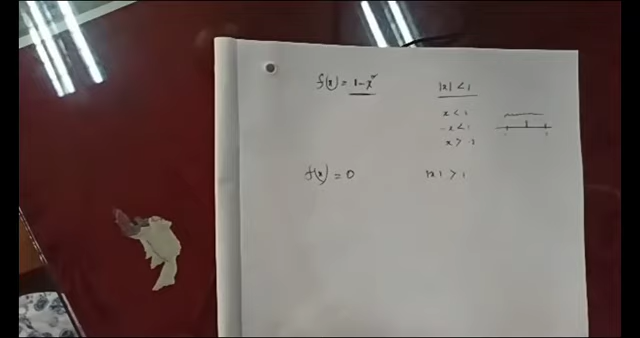 f(x) = 1-x² |x| < 1
x < 1
-x < 1
x > -1
f(x) = 0 |x| > 1